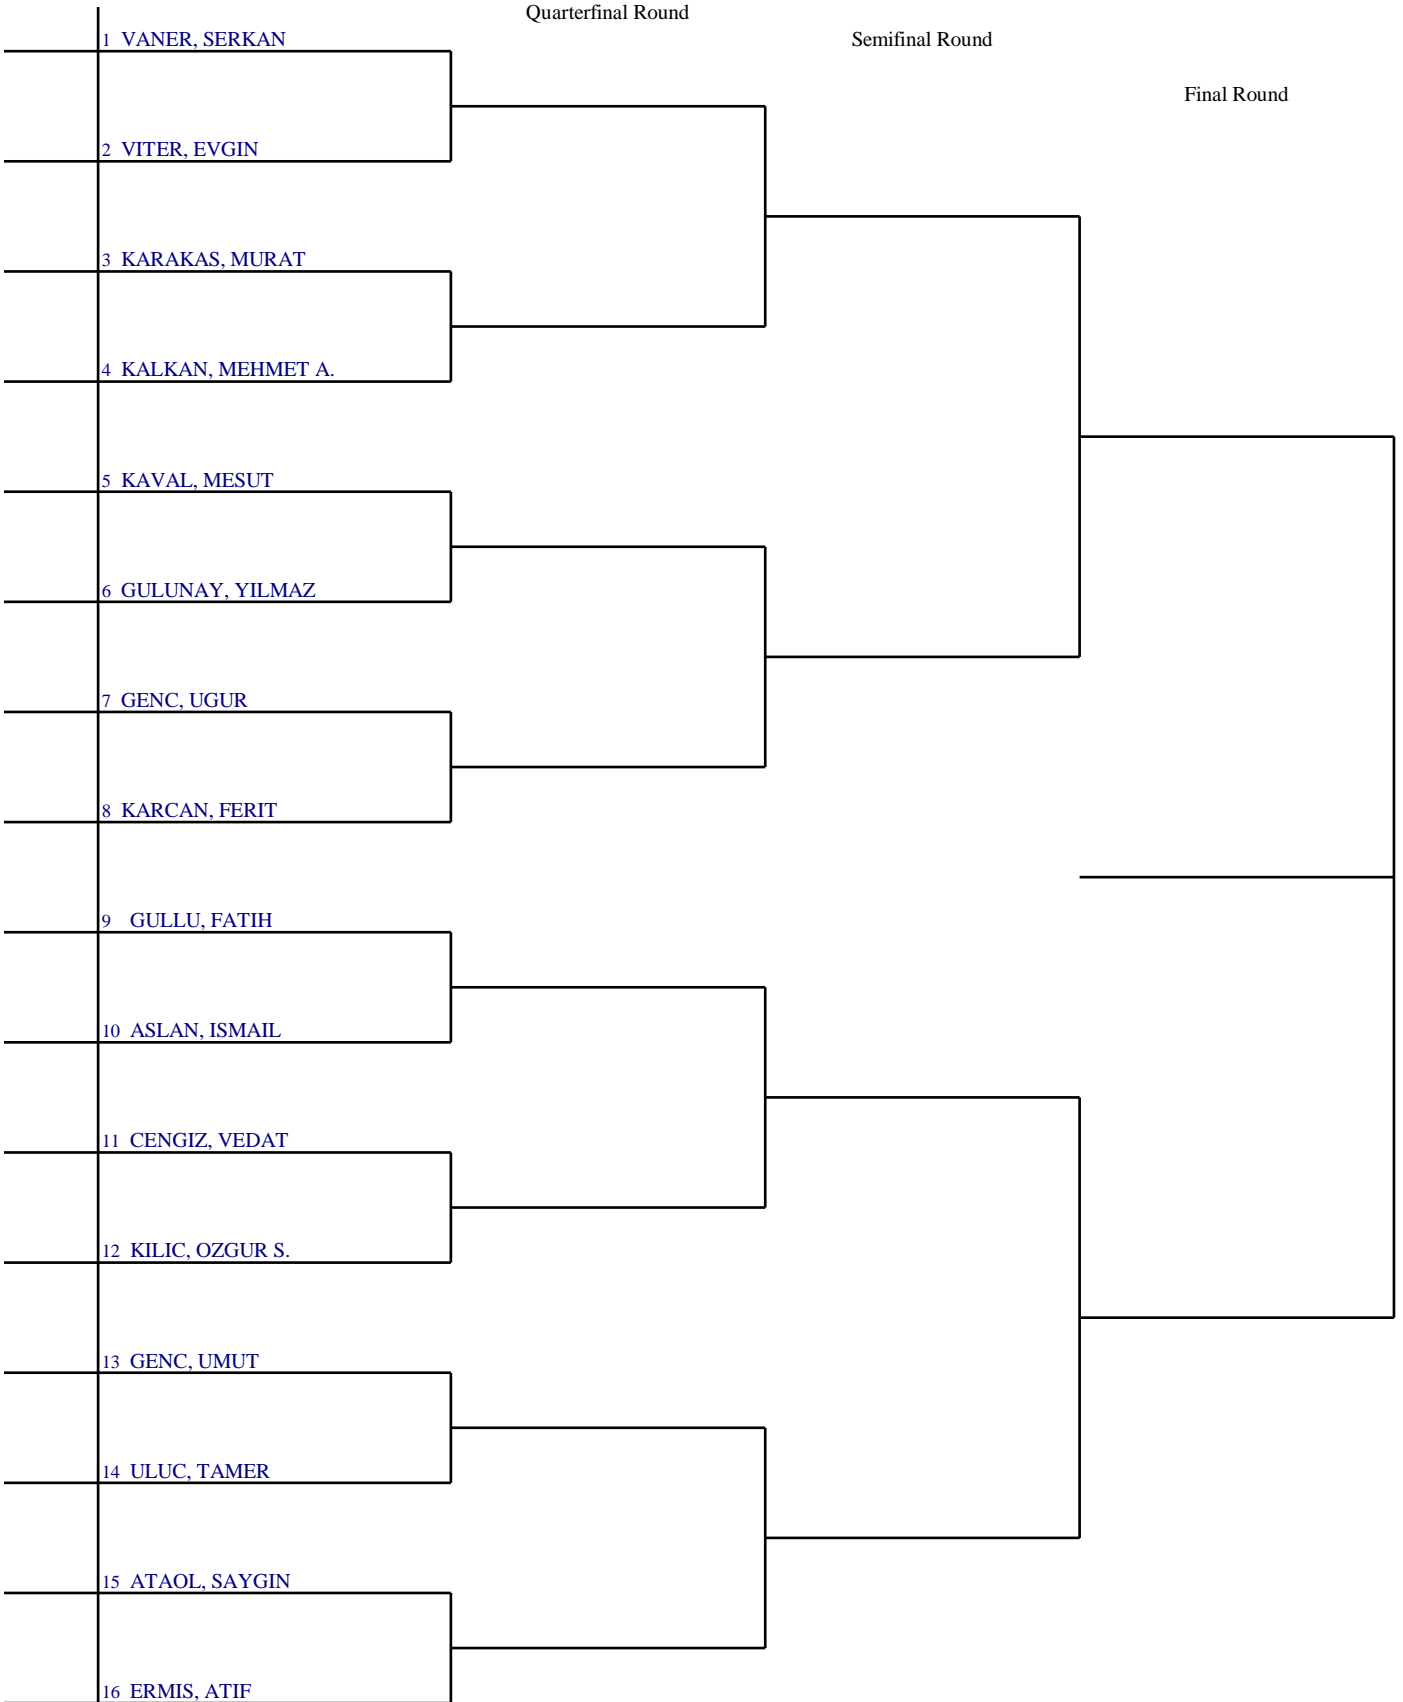 Quarterfinal Round
Semifinal Round
Final Round
1 VANER, SERKAN
2 VITER, EVGIN
3 KARAKAS, MURAT
4 KALKAN, MEHMET A.
5 KAVAL, MESUT
6 GULUNAY, YILMAZ
7 GENC, UGUR
8 KARCAN, FERIT
9 GULLU, FATIH
10 ASLAN, ISMAIL
11 CENGIZ, VEDAT
12 KILIC, OZGUR S.
13 GENC, UMUT
14 ULUC, TAMER
15 ATAOL, SAYGIN
16 ERMIS, ATIF